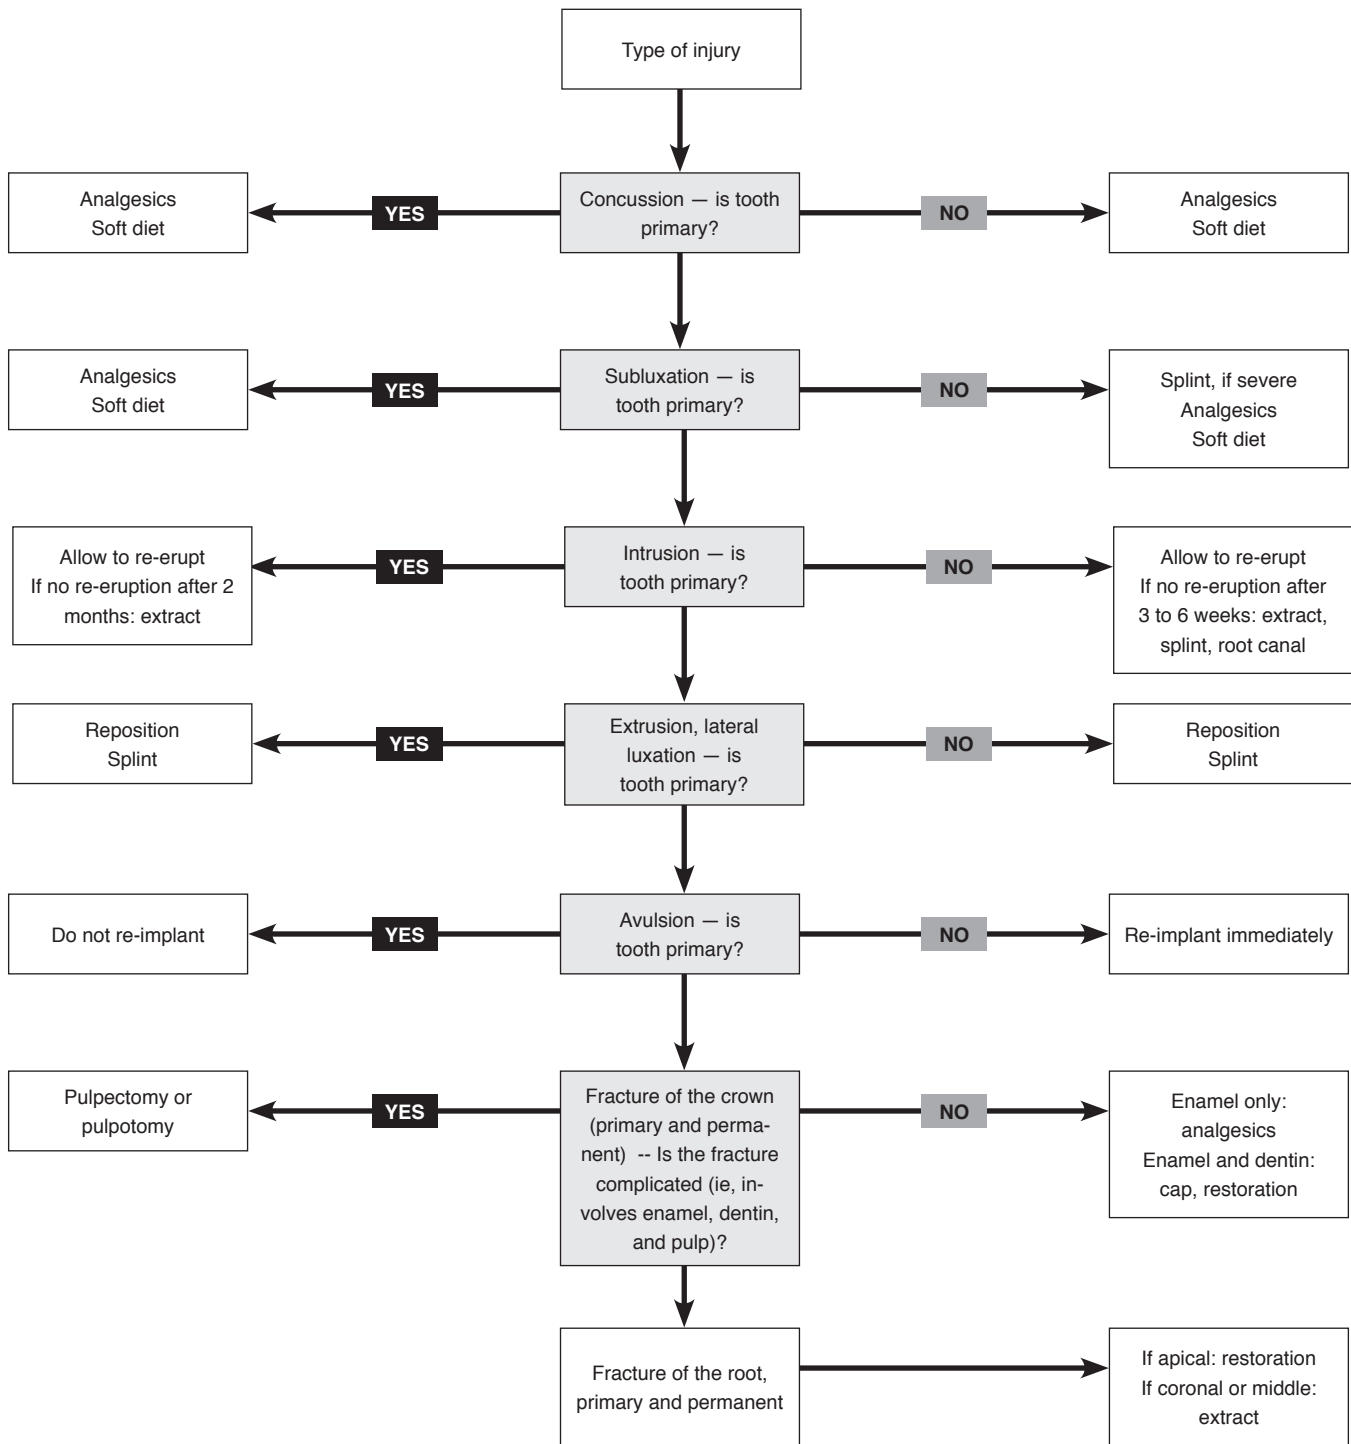 Type of injury
Analgesics
Soft diet
YES
Concussion — is tooth
primary?
NO
Analgesics
Soft diet
Analgesics
Soft diet
YES
Subluxation — is
tooth primary?
NO
Splint, if severe
Analgesics
Soft diet
Allow to re-erupt
If no re-eruption after 2
months: extract
YES
Intrusion — is
tooth primary?
NO
Allow to re-erupt
If no re-eruption after
3 to 6 weeks: extract,
splint, root canal
Reposition
Splint
YES
Extrusion, lateral
luxation — is
tooth primary?
NO
Reposition
Splint
Do not re-implant
YES
Avulsion — is
tooth primary?
NO
Re-implant immediately
Pulpectomy or
pulpotomy
YES
Fracture of the crown
(primary and perma-
nent) -- Is the fracture
complicated (ie, in-
volves enamel, dentin,
and pulp)?
NO
Enamel only:
analgesics
Enamel and dentin:
cap, restoration
Fracture of the root,
primary and permanent
If apical: restoration
If coronal or middle:
extract